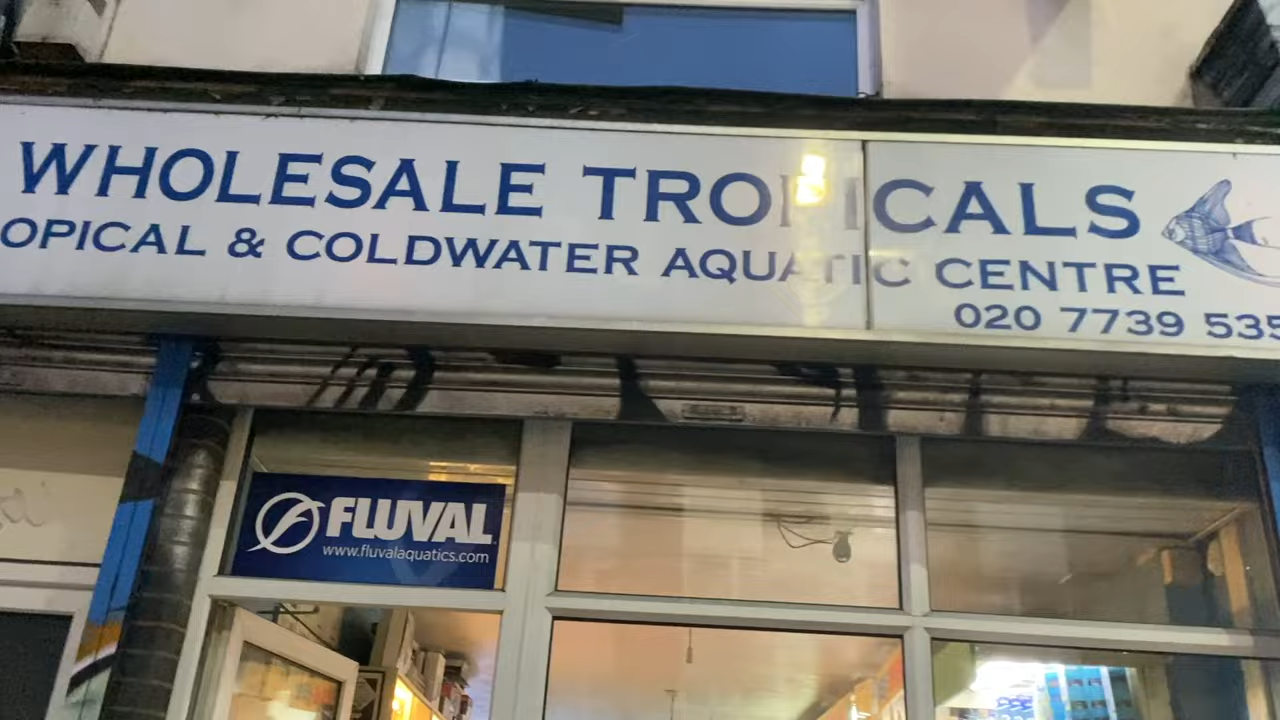 WHOLESALE TROPICALS
OPICAL & COLDWATER AQUATIC CENTRE
020 7739 535
FLUVAL
www.fluvalaquatics.com